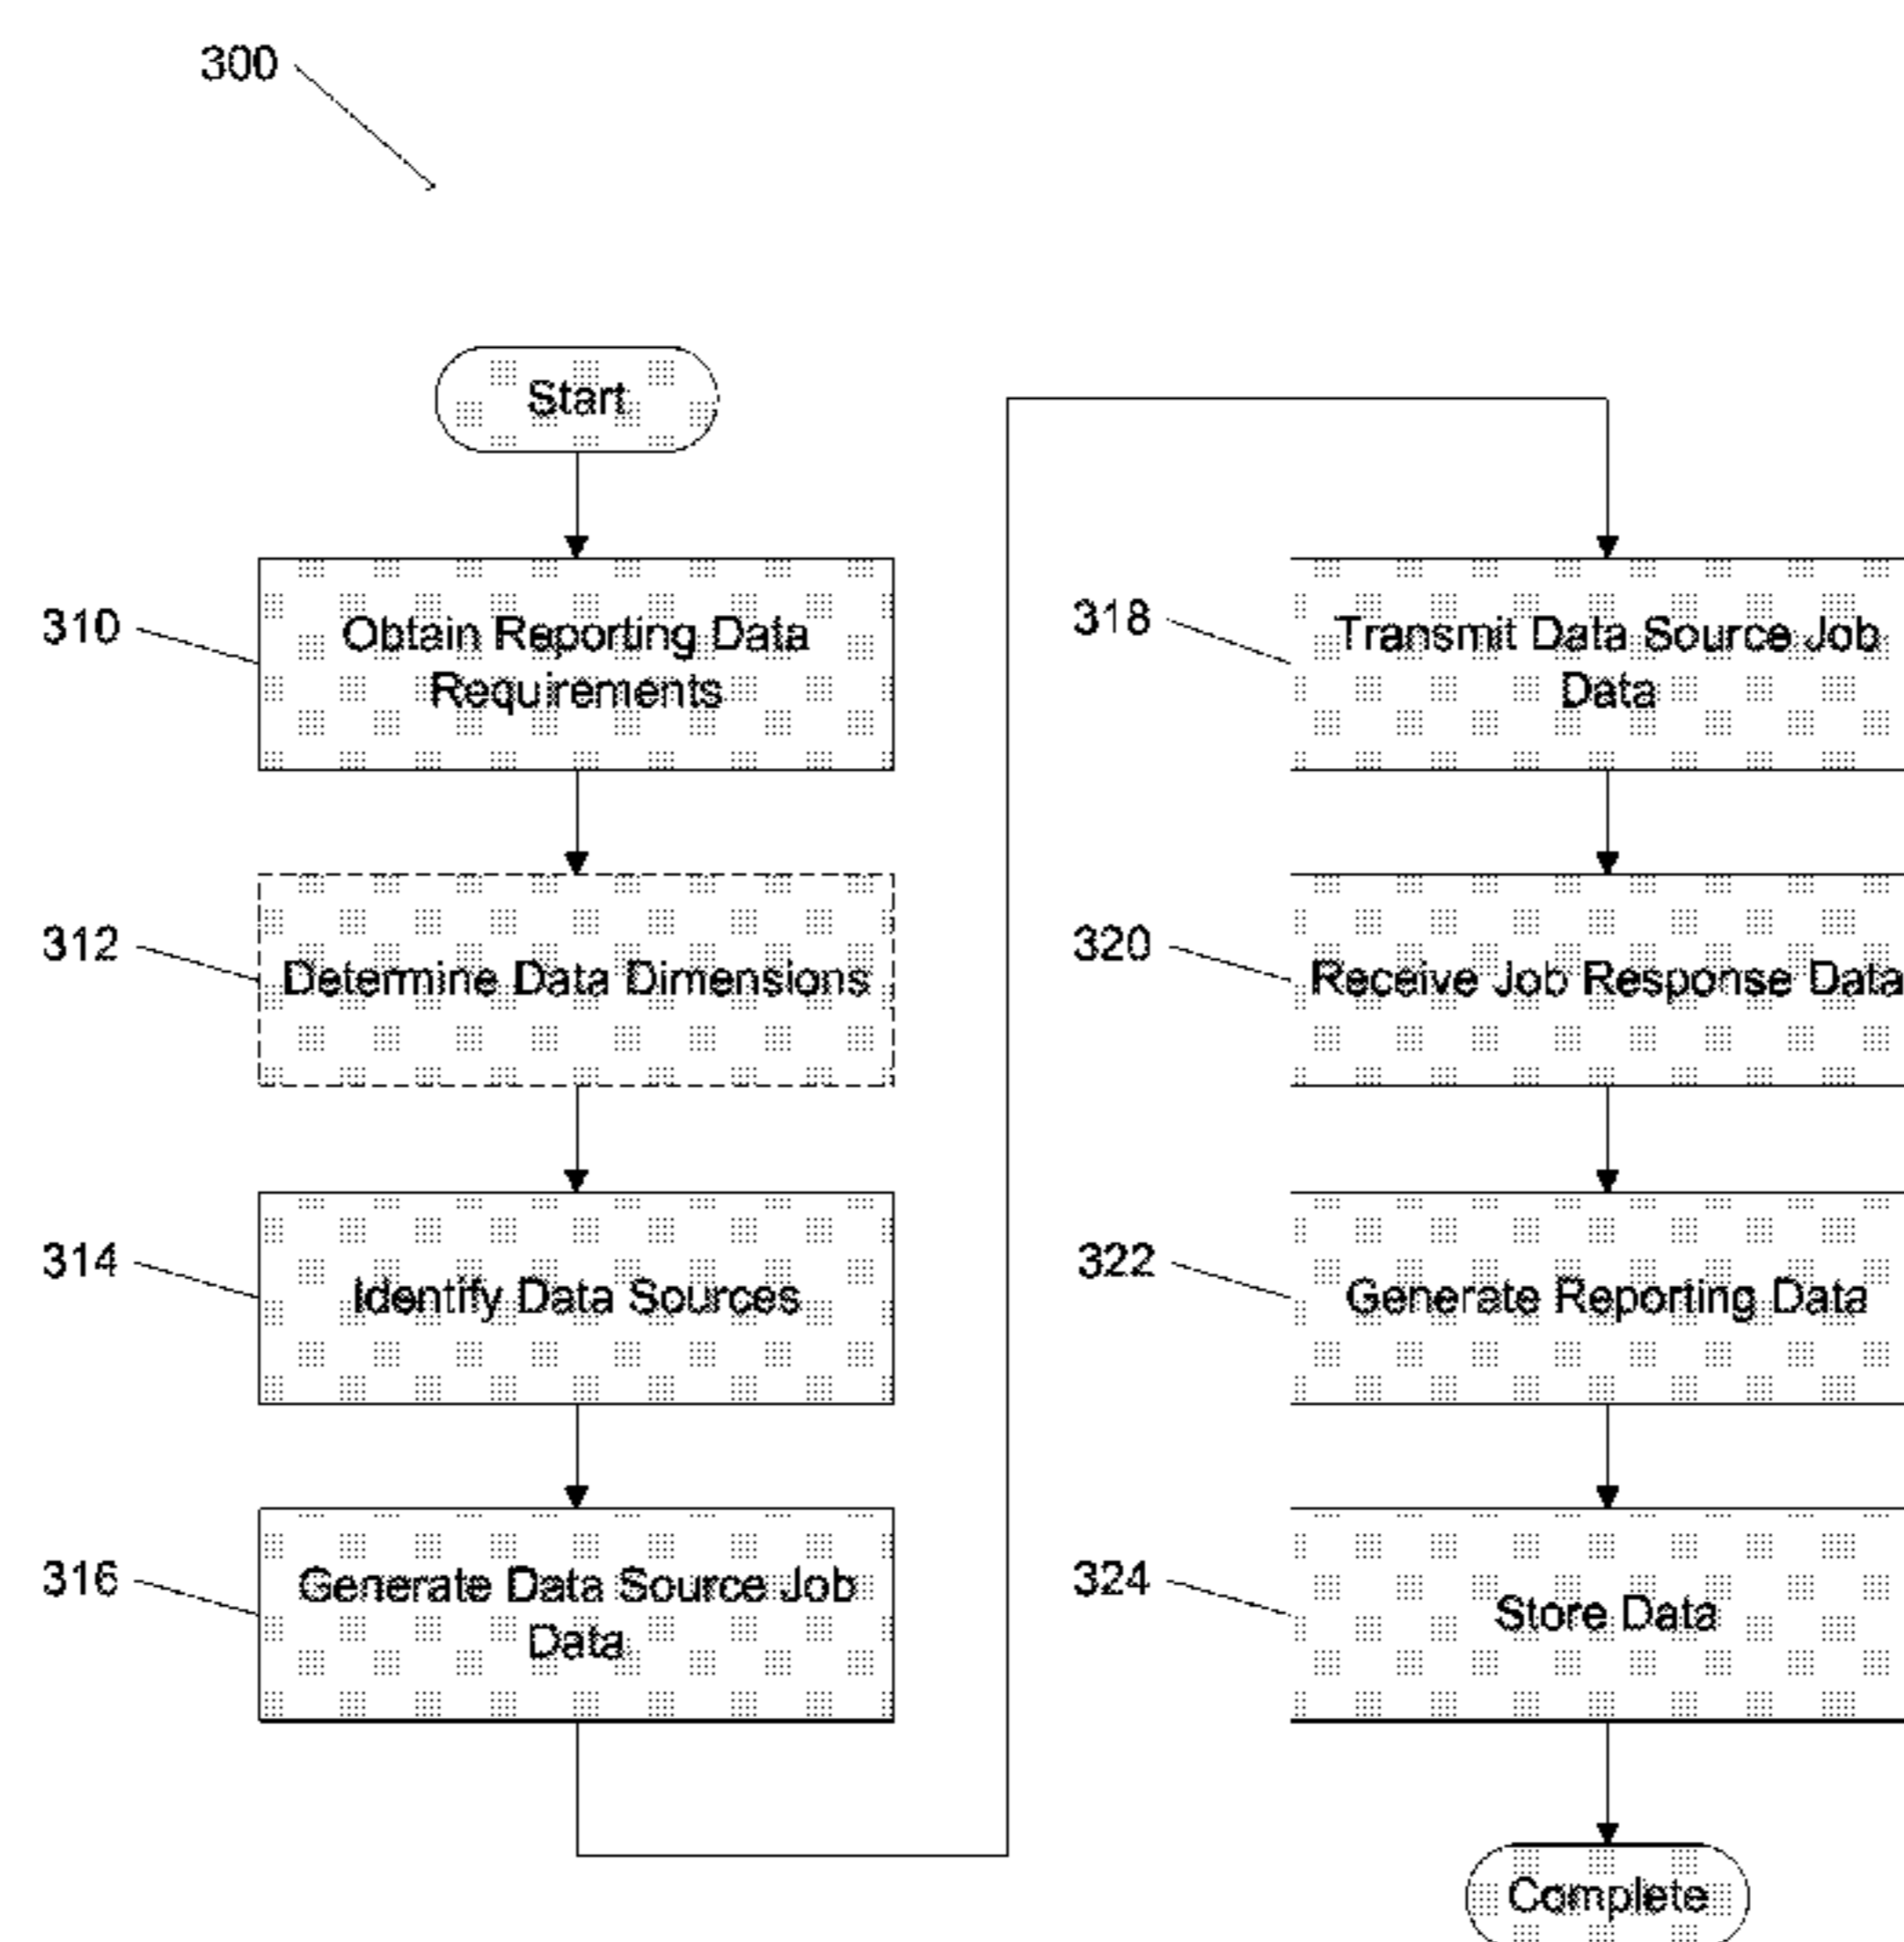 300
Start
310
Obtain Reporting Data
Requirements
312
Determine Data Dimensions
314
Identify Data Sources
316
Generate Data Source Job
Data
318
Transmit Data Source Job
Data
320
Receive Job Response Data
322
Generate Reporting Data
324
Store Data
Complete